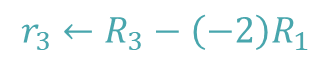 r₃ ← R₃ − (−2)R₁